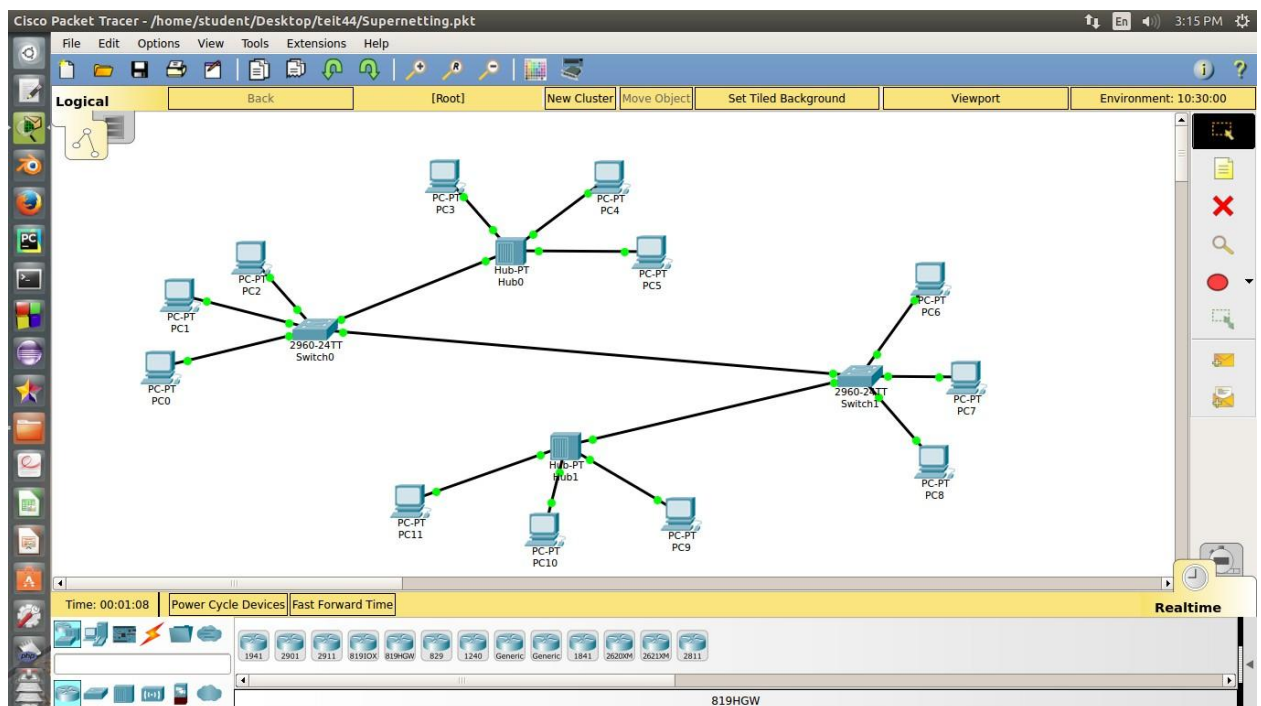 Cisco Packet Tracer - /home/student/Desktop/teit44/Supernetting.pkt En 3:15 PM
File Edit Options View Tools Extensions Help
Logical Back [Root] New Cluster Move Object Set Tiled Background Viewport Environment: 10:30:00
PC-PT
PC3
PC-PT
PC4
Hub-PT
Hub0
PC-PT
PC5
PC-PT
PC2
PC-PT
PC1
PC-PT
PC0
2960-24TT
Switch0
PC-PT
PC6
2960-24TT
Switch1
PC-PT
PC7
PC-PT
PC8
Hub-PT
Hub1
PC-PT
PC11
PC-PT
PC10
PC-PT
PC9
Time: 00:01:08 Power Cycle Devices Fast Forward Time Realtime
1941 2901 2911 819IOX 819HGW 829 1240 Generic Generic 1841 2620XM 2621XM 2811
819HGW